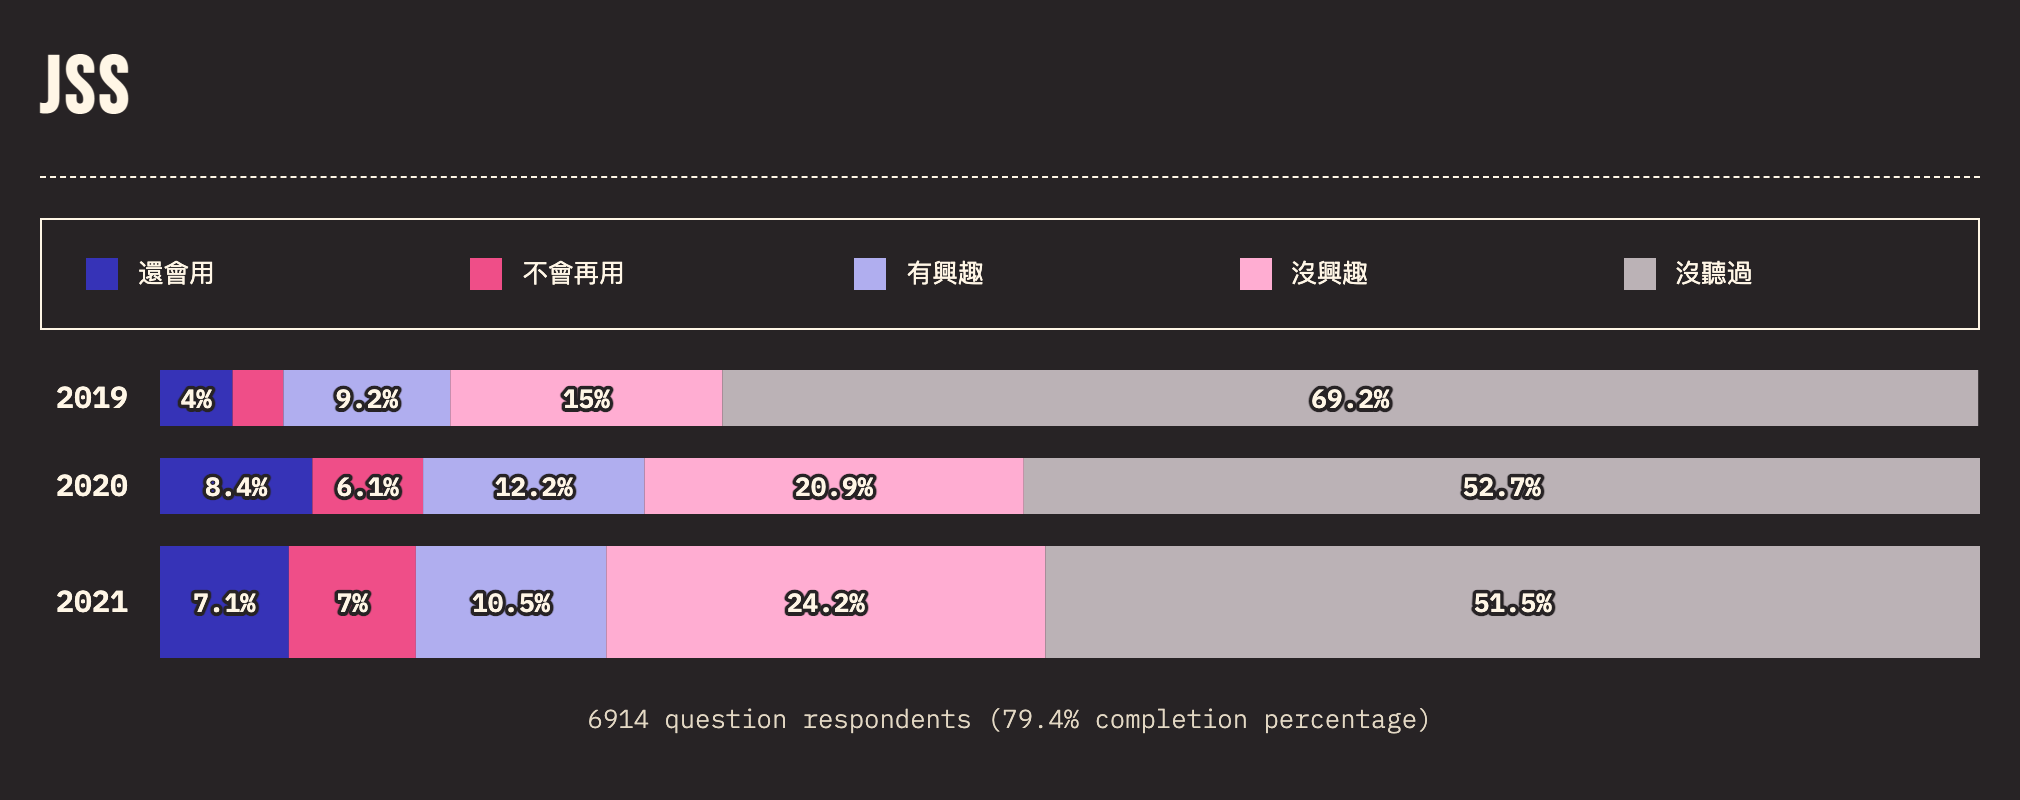 JSS
還會用 不會再用 有興趣 沒興趣 沒聽過
2019 4% 9.2% 15% 69.2%
2020 8.4% 6.1% 12.2% 20.9% 52.7%
2021 7.1% 7% 10.5% 24.2% 51.5%
6914 question respondents (79.4% completion percentage)